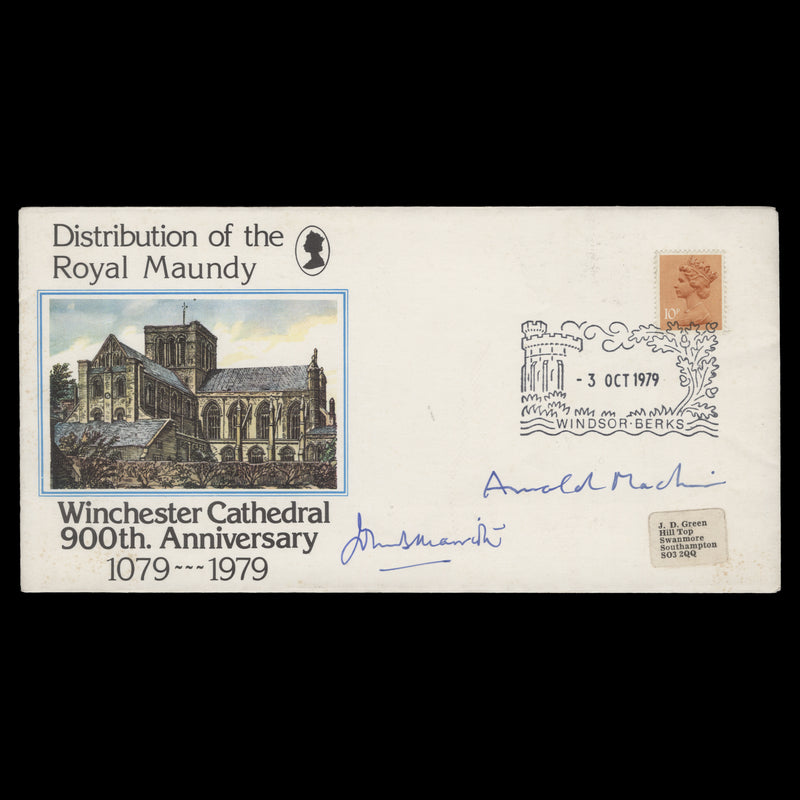 Distribution of the
Royal Maundy
10P
- 3 OCT 1979
WINDSOR·BERKS
Arnold Machin
J. D. Green
Hill Top
Swanmore
Southampton
SO3 2QQ
Winchester Cathedral
900th. Anniversary
1079~~~1979